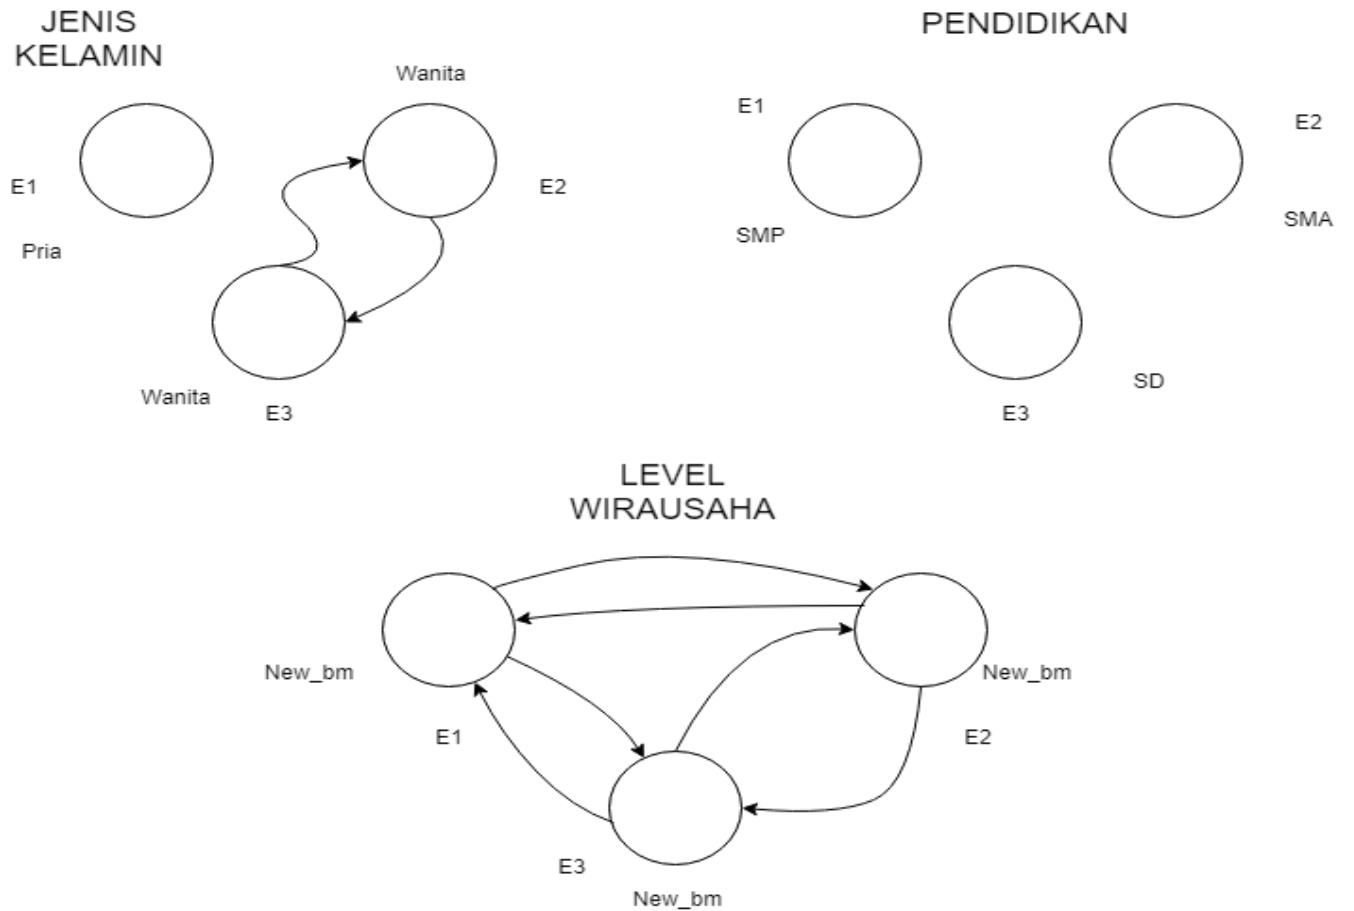 JENIS
KELAMIN
Wanita
E1
E2
Pria
Wanita
E3
PENDIDIKAN
E1
E2
SMP
SMA
SD
E3
LEVEL
WIRAUSAHA
New_bm
New_bm
E1
E2
E3
New_bm